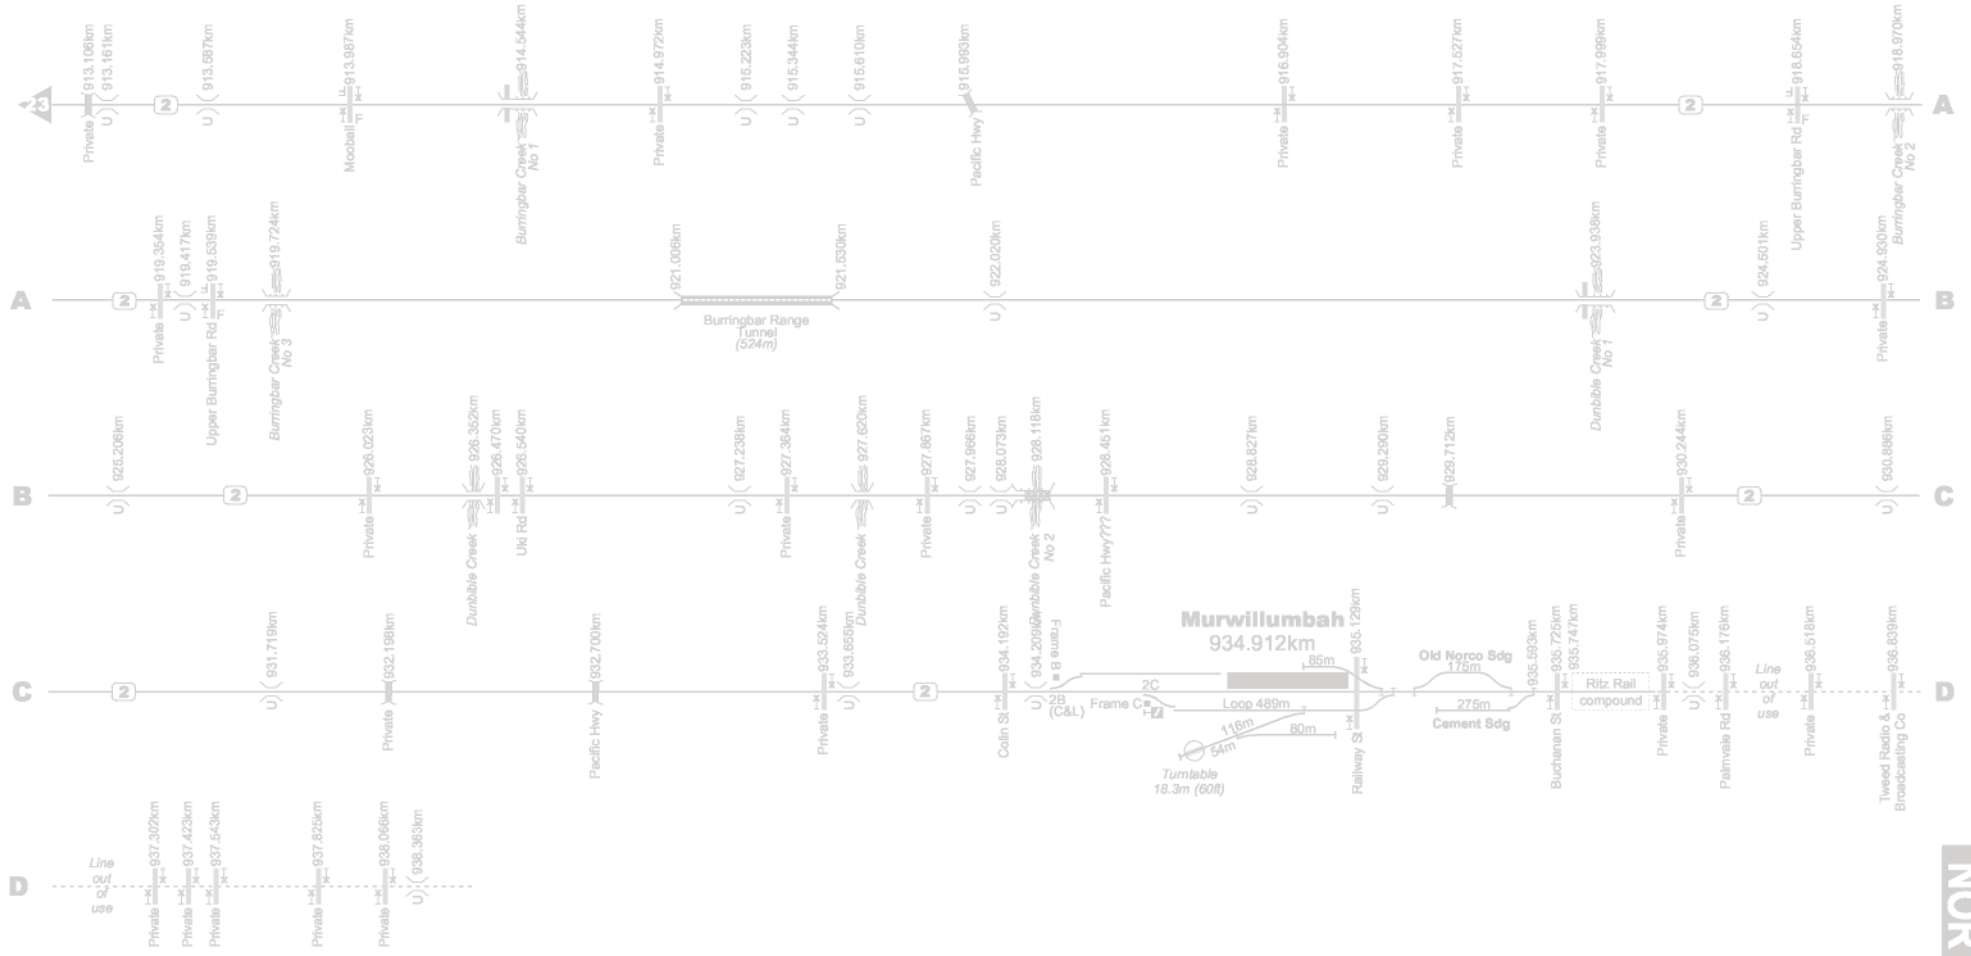 23
913.106km
Private
913.161km
U
2
913.587km
U
913.987km
F
F
Mooball
914.544km
Burringbar Creek
No 1
914.972km
Private
915.223km
U
915.344km
U
915.610km
U
915.993km
Pacific Hwy
916.904km
Private
917.527km
Private
917.999km
Private
2
918.654km
F
F
Upper Burringbar Rd
918.970km
Burringbar Creek
No 2
A
A
2
919.354km
Private
919.417km
U
919.539km
F
F
Upper Burringbar Rd
919.724km
Burringbar Creek
No 3
921.006km
Burringbar Range
Tunnel
(524m)
921.530km
922.020km
U
923.938km
Dunbible Creek
No 1
2
924.501km
U
924.930km
Private
B
B
925.206km
U
2
926.023km
Private
926.352km
Dunbible Creek
926.470km
926.540km
Uki Rd
927.238km
U
927.364km
Private
927.620km
Dunbible Creek
927.867km
Private
927.966km
U
928.073km
U
928.118km
Dunbible Creek
No 2
928.451km
Pacific Hwy???
928.827km
U
929.290km
U
929.712km
930.244km
Private
2
930.886km
U
C
C
2
931.719km
U
932.198km
Private
932.700km
Pacific Hwy
933.524km
Private
933.655km
U
2
934.192km
Colin St
934.209km
U
Frame B
2B
(C&L)
Frame C
2C
Murwillumbah
934.912km
85m
Loop 489m
116m
54m
80m
Turntable
18.3m (60ft)
935.129km
Railway St
Old Norco Sdg
175m
275m
Cement Sdg
935.593km
935.725km
Buchanan St
935.747km
Ritz Rail
compound
935.974km
Private
936.075km
U
936.176km
Palmvale Rd
Line
out
of
use
936.518km
Private
936.839km
Tweed Radio &
Broadcasting Co
D
D
Line
out
of
use
937.302km
Private
937.423km
Private
937.543km
Private
937.825km
Private
938.066km
Private
938.363km
U
NOR